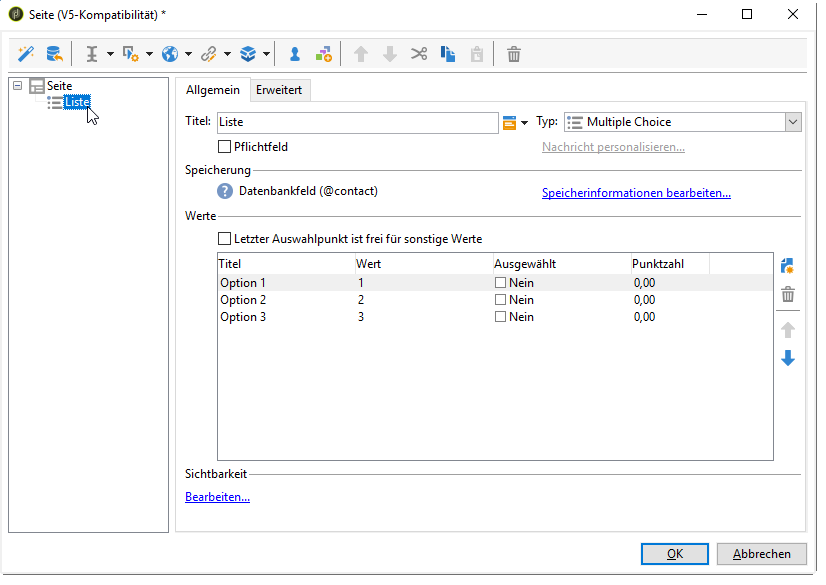 Seite (V5-Kompatibilität) *
Seite
Liste
Allgemein Erweitert
Titel: Liste Typ: Multiple Choice
Pflichtfeld Nachricht personalisieren...
Speicherung
? Datenbankfeld (@contact) Speicherinformationen bearbeiten...
Werte
Letzter Auswahlpunkt ist frei für sonstige Werte
Titel Wert Ausgewählt Punktzahl
Option 1 1 Nein 0,00
Option 2 2 Nein 0,00
Option 3 3 Nein 0,00
Sichtbarkeit
Bearbeiten...
OK Abbrechen